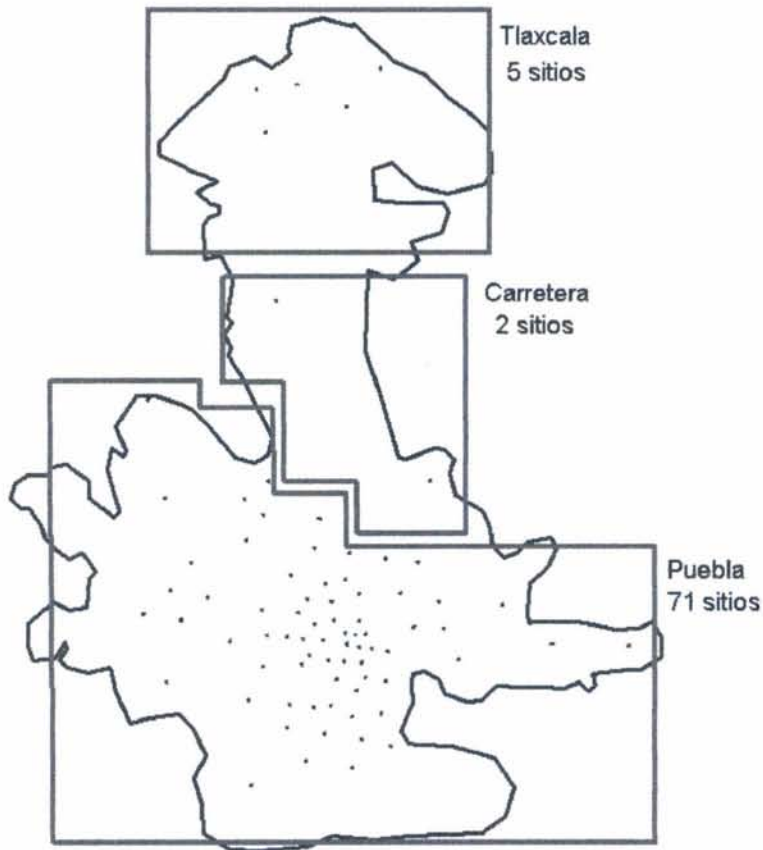 Tlaxcala
5 sitios
Carretera
2 sitios
Puebla
71 sitios